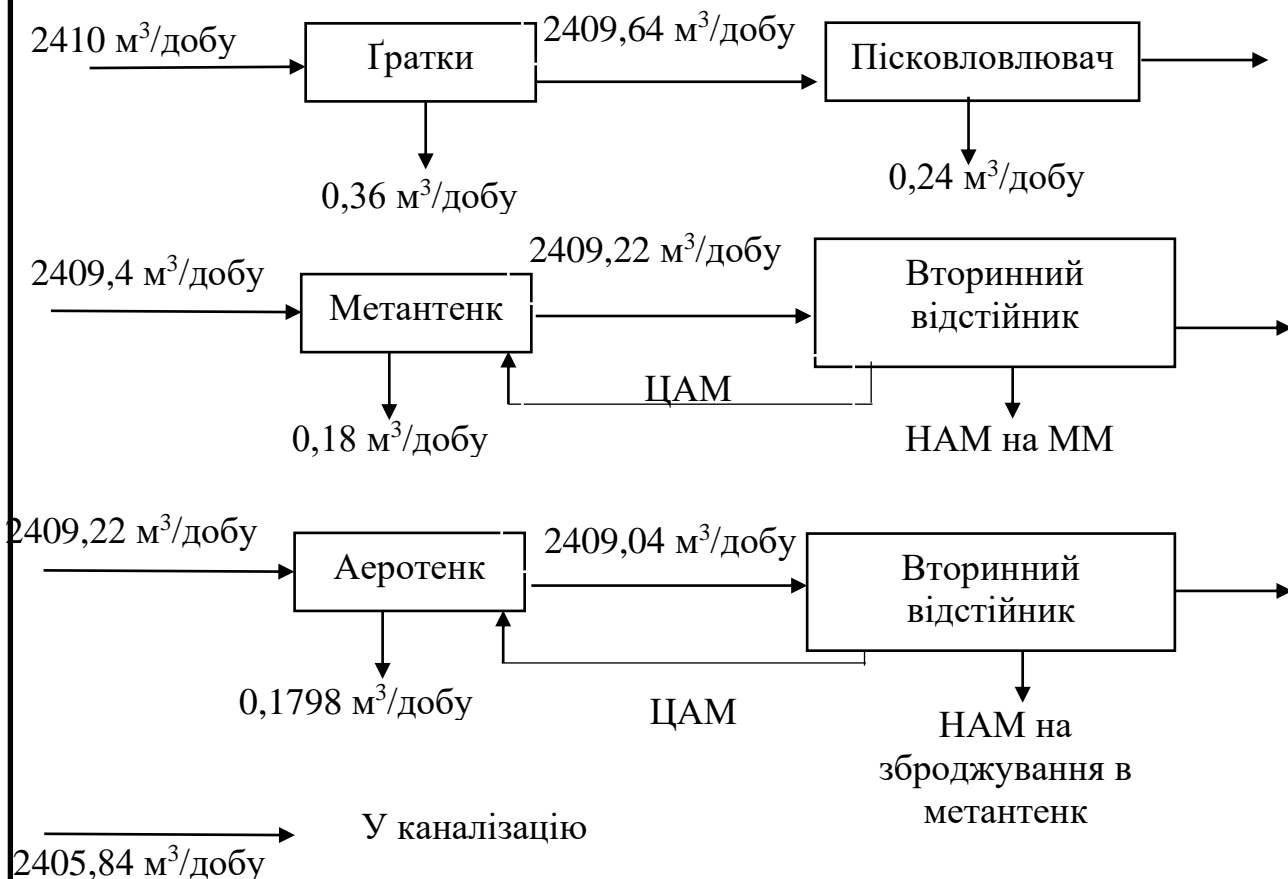 2410 м³/добу
Ґратки
2409,64 м³/добу
Пісковловлювач
0,36 м³/добу
0,24 м³/добу
2409,4 м³/добу
Метантенк
2409,22 м³/добу
Вторинний
відстійник
ЦАМ
0,18 м³/добу
НАМ на ММ
2409,22 м³/добу
Аеротенк
2409,04 м³/добу
Вторинний
відстійник
0,1798 м³/добу
ЦАМ
НАМ на
зброджування в
метантенк
У каналізацію
2405,84 м³/добу